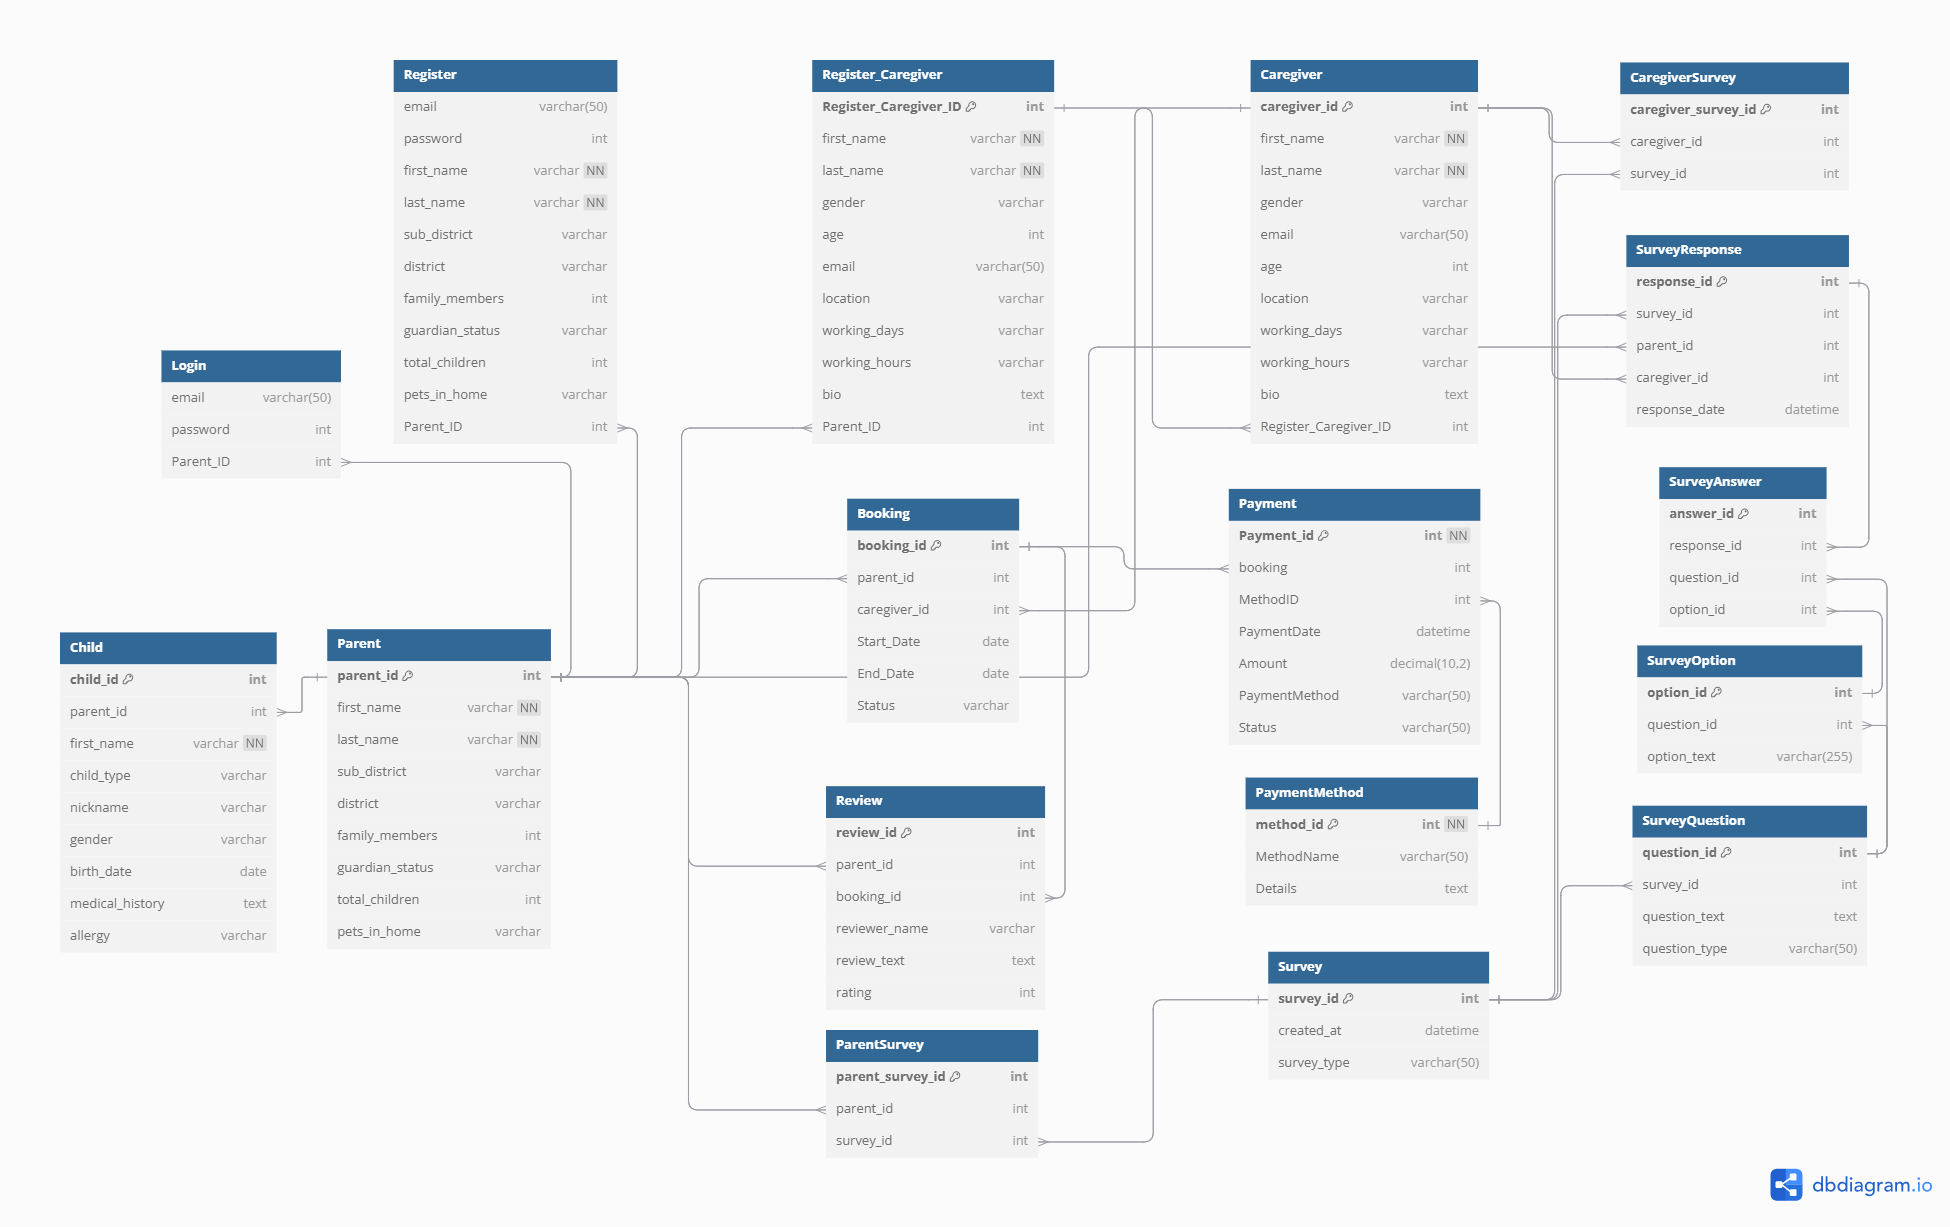 Register
email varchar(50)
password int
first_name varchar NN
last_name varchar NN
sub_district varchar
district varchar
family_members int
guardian_status varchar
total_children int
pets_in_home varchar
Parent_ID int
Register_Caregiver
Register_Caregiver_ID int
first_name varchar NN
last_name varchar NN
gender varchar
age int
email varchar(50)
location varchar
working_days varchar
working_hours varchar
bio text
Parent_ID int
Caregiver
caregiver_id int
first_name varchar NN
last_name varchar NN
gender varchar
email varchar(50)
age int
location varchar
working_days varchar
working_hours varchar
bio text
Register_Caregiver_ID int
CaregiverSurvey
caregiver_survey_id int
caregiver_id int
survey_id int
SurveyResponse
response_id int
survey_id int
parent_id int
caregiver_id int
response_date datetime
Login
email varchar(50)
password int
Parent_ID int
Booking
booking_id int
parent_id int
caregiver_id int
Start_Date date
End_Date date
Status varchar
Payment
Payment_id int NN
booking int
MethodID int
PaymentDate datetime
Amount decimal(10,2)
PaymentMethod varchar(50)
Status varchar(50)
SurveyAnswer
answer_id int
response_id int
question_id int
option_id int
Child
child_id int
parent_id int
first_name varchar NN
child_type varchar
nickname varchar
gender varchar
birth_date date
medical_history text
allergy varchar
Parent
parent_id int
first_name varchar NN
last_name varchar NN
sub_district varchar
district varchar
family_members int
guardian_status varchar
total_children int
pets_in_home varchar
SurveyOption
option_id int
question_id int
option_text varchar(255)
Review
review_id int
parent_id int
booking_id int
reviewer_name varchar
review_text text
rating int
PaymentMethod
method_id int NN
MethodName varchar(50)
Details text
SurveyQuestion
question_id int
survey_id int
question_text text
question_type varchar(50)
ParentSurvey
parent_survey_id int
parent_id int
survey_id int
Survey
survey_id int
created_at datetime
survey_type varchar(50)
dbdiagram.io